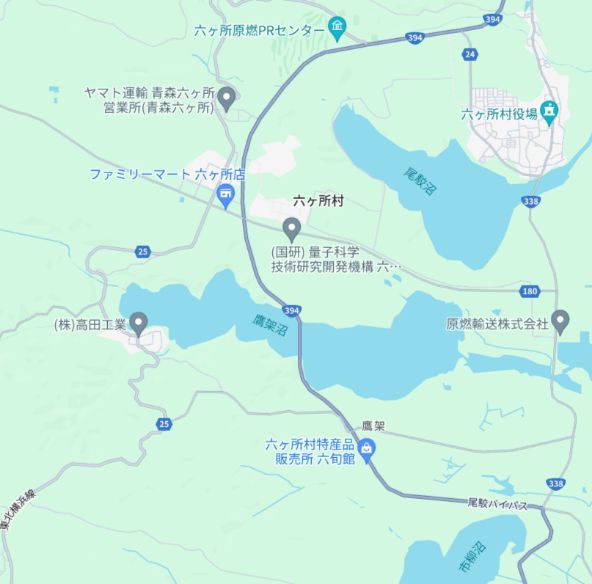 394
六ヶ所原燃PRセンター
394
24
ヤマト運輸 青森六ヶ所
営業所(青森六ヶ所)
六ヶ所村役場
ファミリーマート 六ヶ所店
尾駮沼
六ヶ所村
338
25
(国研) 量子科学
技術研究開発機構 六…
180
394
(株)高田工業
鷹架沼
原燃輸送株式会社
25
鷹架
六ヶ所村特産品
販売所 六旬館
338
東北横浜線
尾駮バイパス
市柳沼